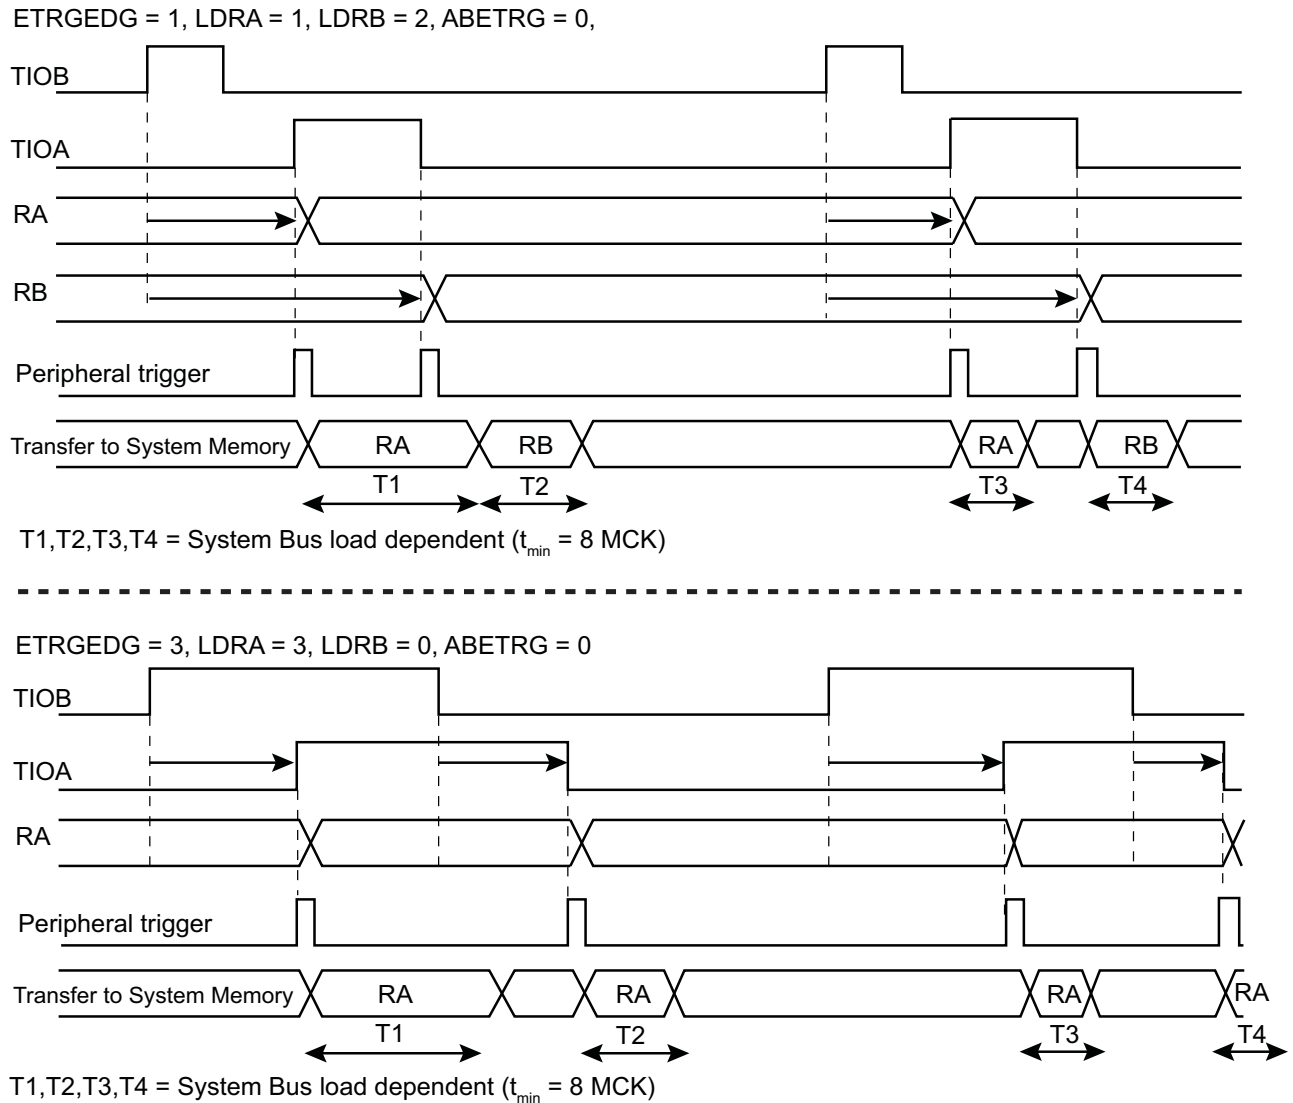 ETRGEDG = 1, LDRA = 1, LDRB = 2, ABETRG = 0,
TIOB
TIOA
RA
RB
Peripheral trigger
Transfer to System Memory RA RB RA RB
T1 T2 T3 T4
T1,T2,T3,T4 = System Bus load dependent (tmin = 8 MCK)
ETRGEDG = 3, LDRA = 3, LDRB = 0, ABETRG = 0
TIOB
TIOA
RA
Peripheral trigger
Transfer to System Memory RA RA RA RA
T1 T2 T3 T4
T1,T2,T3,T4 = System Bus load dependent (tmin = 8 MCK)